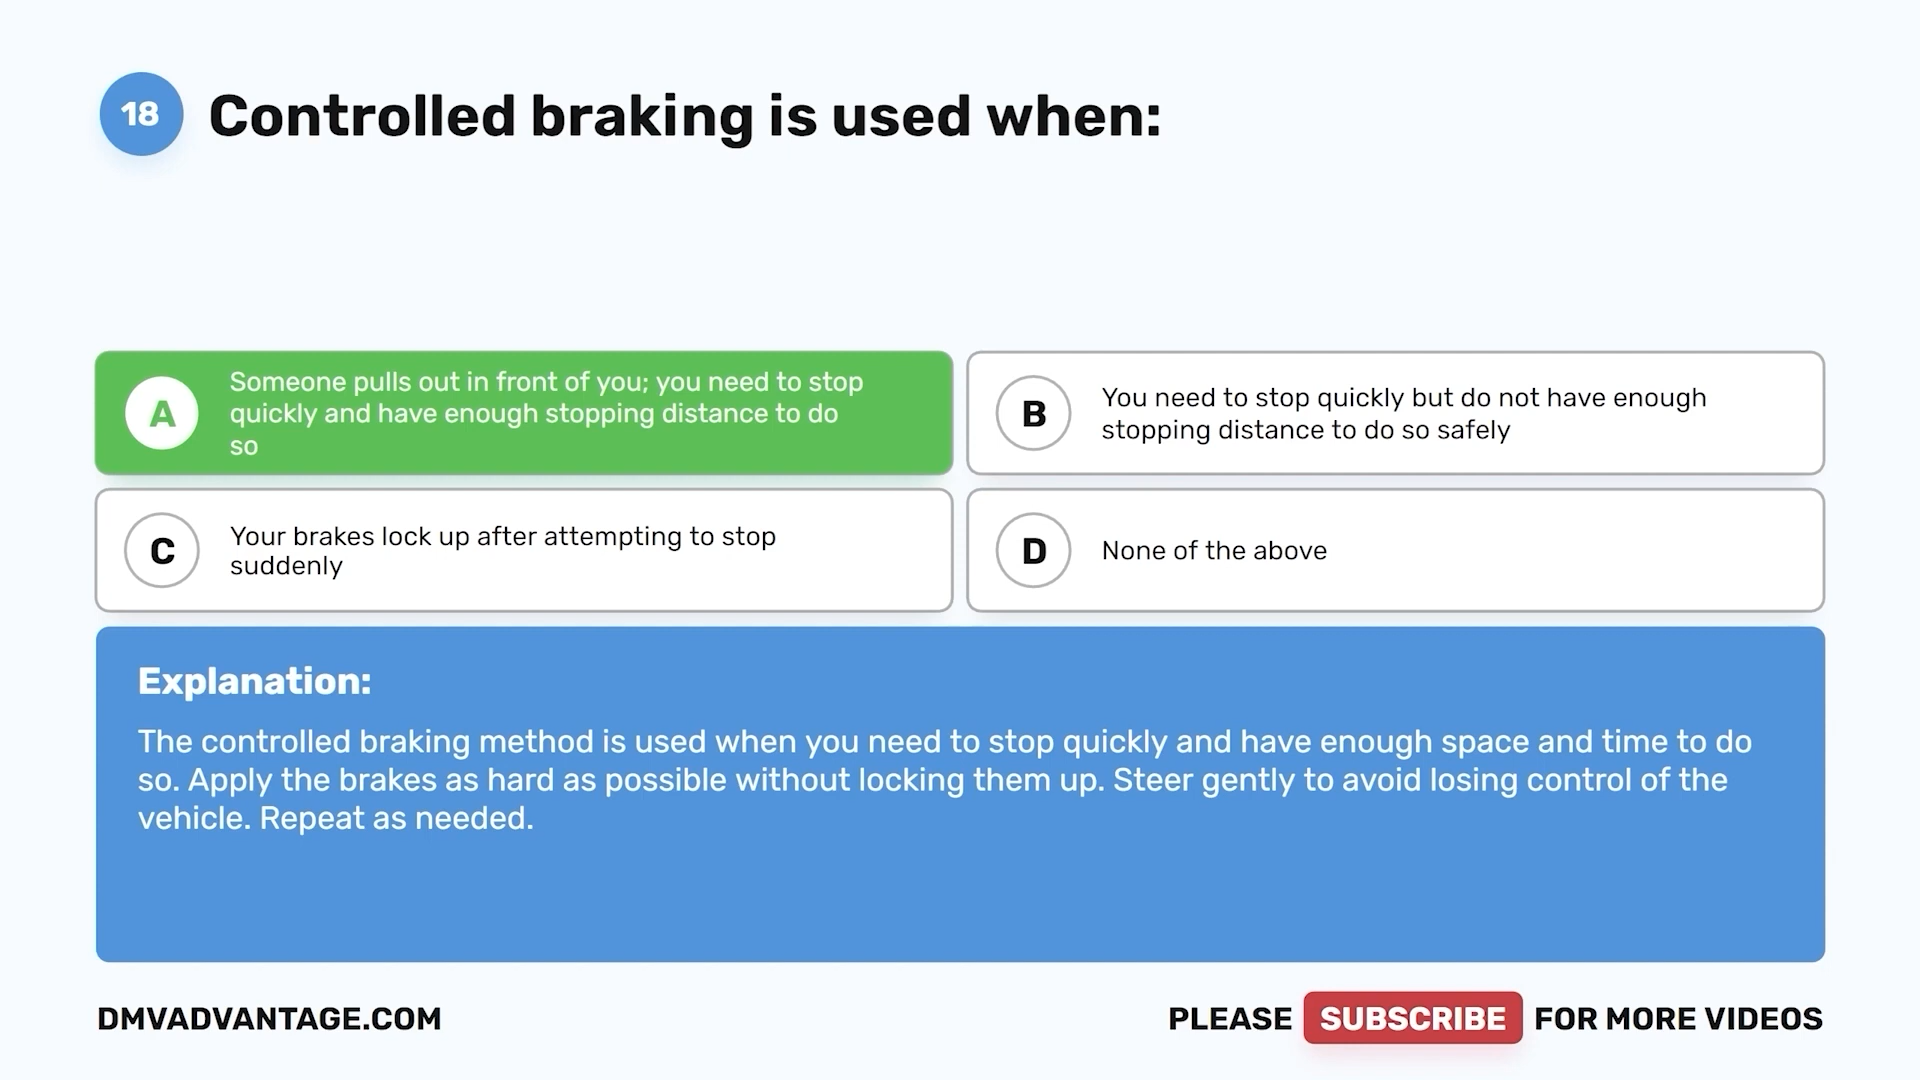 18 Controlled braking is used when:
A Someone pulls out in front of you; you need to stop
quickly and have enough stopping distance to do
so
B You need to stop quickly but do not have enough
stopping distance to do so safely
C Your brakes lock up after attempting to stop
suddenly
D None of the above
Explanation:
The controlled braking method is used when you need to stop quickly and have enough space and time to do
so. Apply the brakes as hard as possible without locking them up. Steer gently to avoid losing control of the
vehicle. Repeat as needed.
DMVADVANTAGE.COM
PLEASE SUBSCRIBE FOR MORE VIDEOS